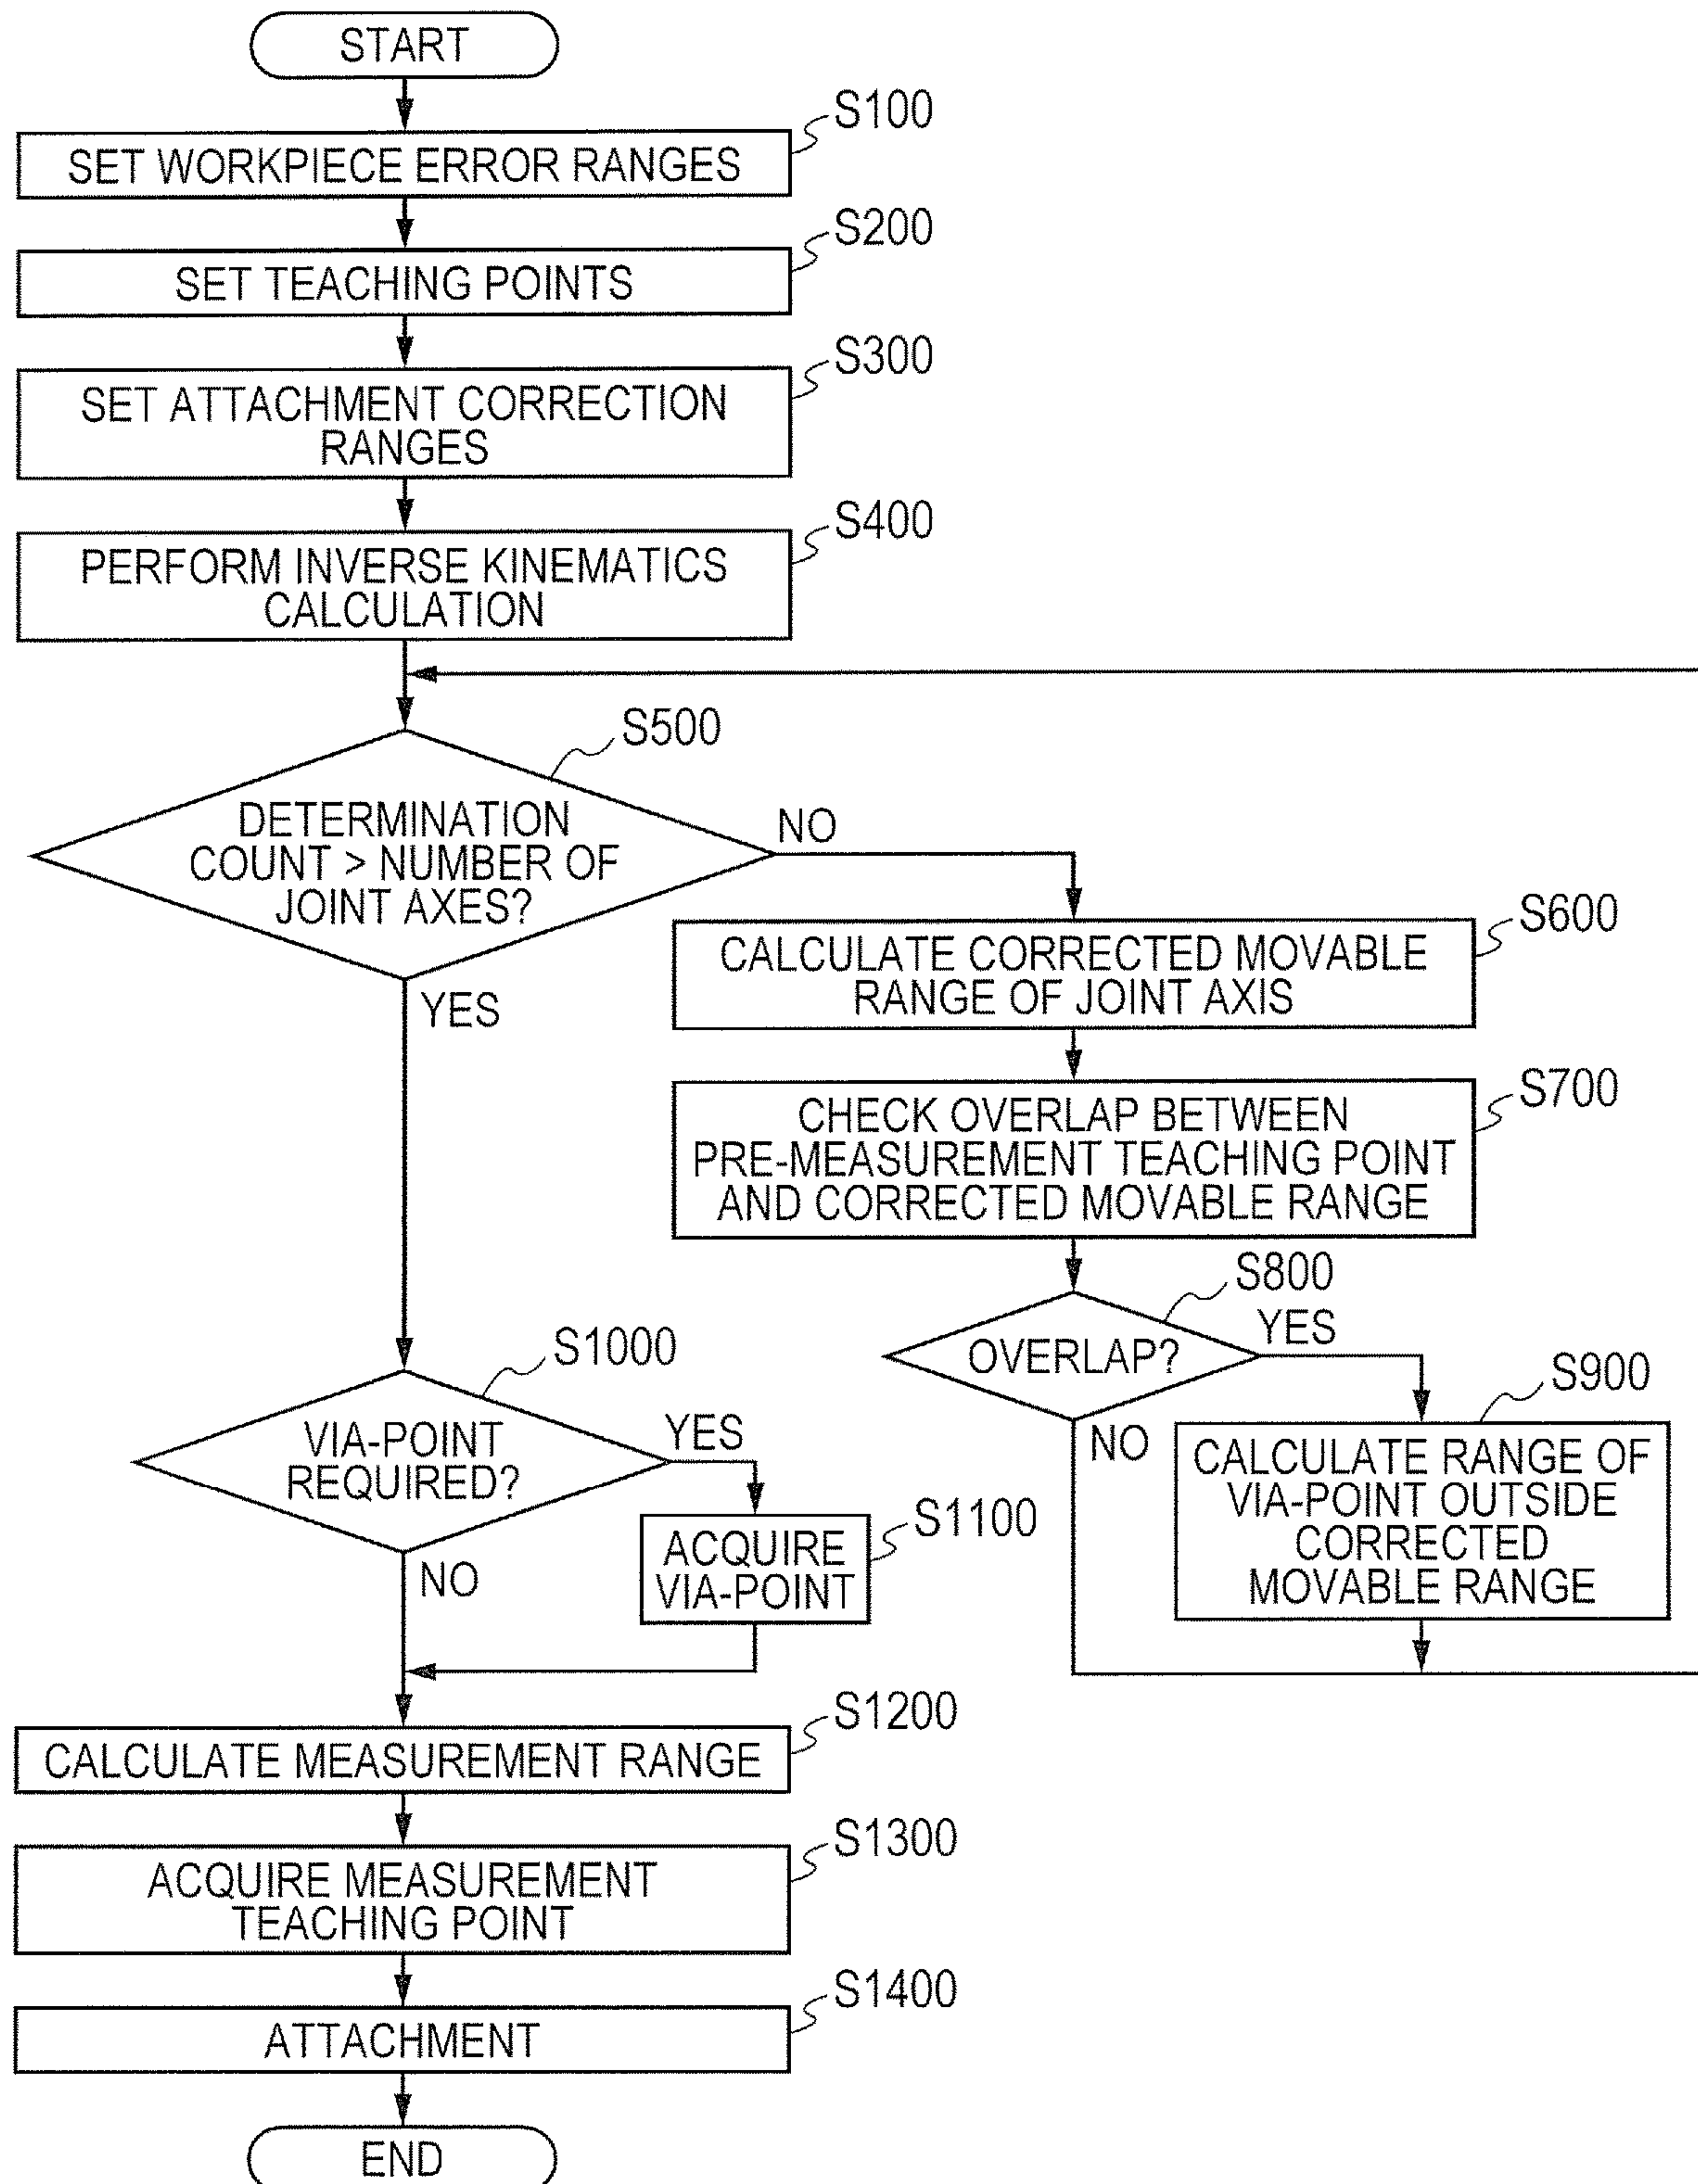 START
S100
SET WORKPIECE ERROR RANGES
S200
SET TEACHING POINTS
S300
SET ATTACHMENT CORRECTION
RANGES
S400
PERFORM INVERSE KINEMATICS
CALCULATION
S500
DETERMINATION
COUNT > NUMBER OF
JOINT AXES?
NO
YES
S600
CALCULATE CORRECTED MOVABLE
RANGE OF JOINT AXIS
S700
CHECK OVERLAP BETWEEN
PRE-MEASUREMENT TEACHING POINT
AND CORRECTED MOVABLE RANGE
S800
OVERLAP?
YES
NO
S900
CALCULATE RANGE OF
VIA-POINT OUTSIDE
CORRECTED
MOVABLE RANGE
S1000
VIA-POINT
REQUIRED?
YES
NO
S1100
ACQUIRE
VIA-POINT
S1200
CALCULATE MEASUREMENT RANGE
S1300
ACQUIRE MEASUREMENT
TEACHING POINT
S1400
ATTACHMENT
END